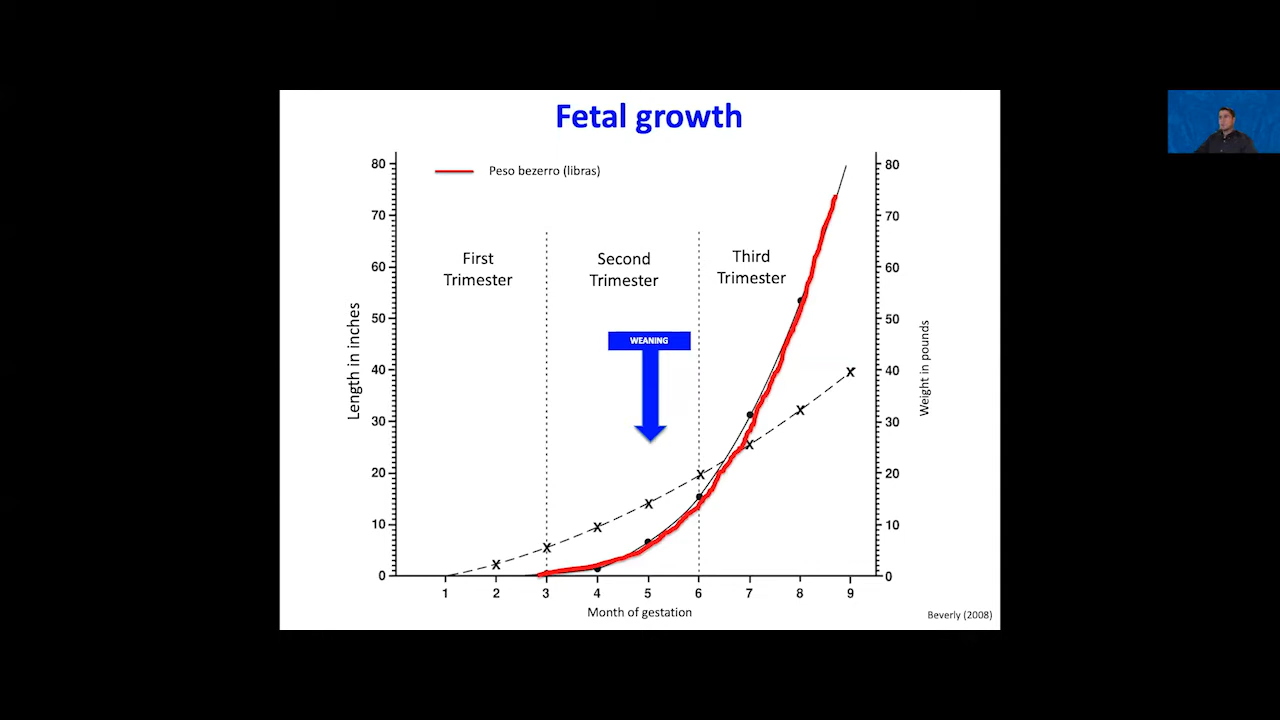 Fetal growth
Peso bezerro (libras)
80
70
60
50
40
30
20
10
0
Length in inches
First
Trimester
Second
Trimester
Third
Trimester
WEANING
x
x
x
x
x
x
x
x
80
70
60
50
40
30
20
10
0
Weight in pounds
1 2 3 4 5 6 7 8 9
Month of gestation
Beverly (2008)